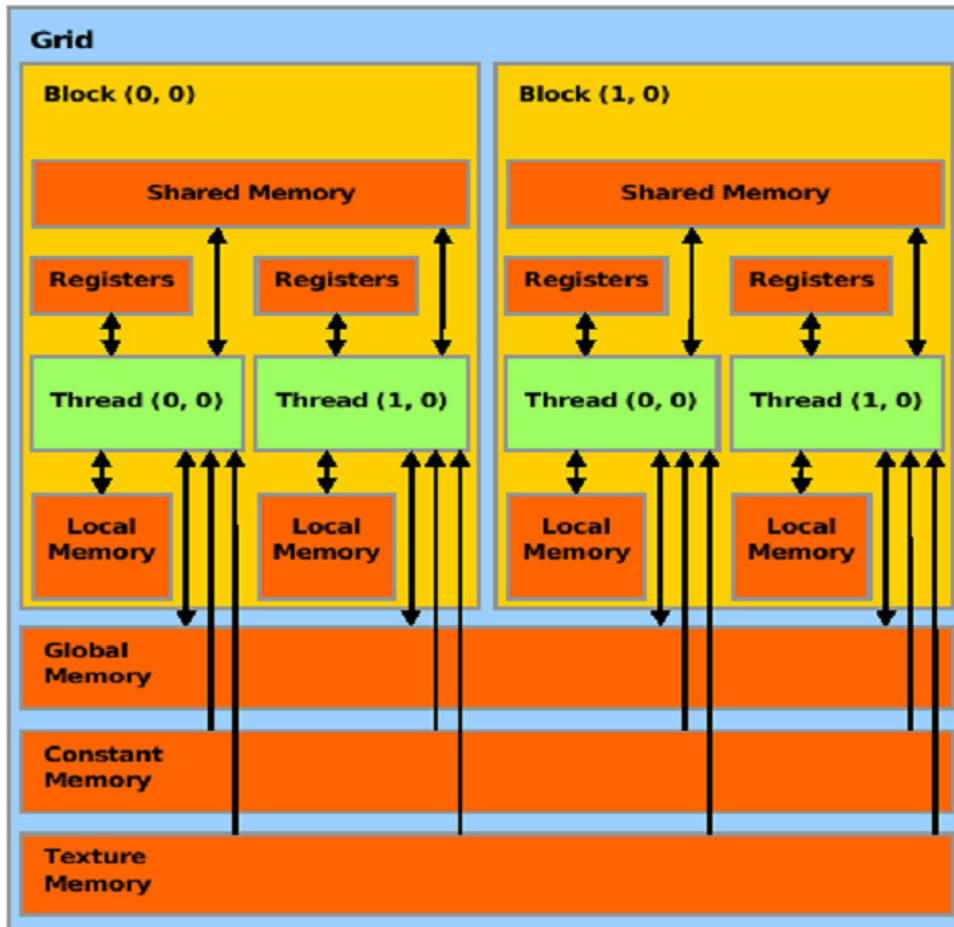 Grid
Block (0, 0)
Block (1, 0)
Shared Memory
Shared Memory
Registers
Registers
Registers
Registers
Thread (0, 0)
Thread (1, 0)
Thread (0, 0)
Thread (1, 0)
Local
Memory
Local
Memory
Local
Memory
Local
Memory
Global
Memory
Constant
Memory
Texture
Memory